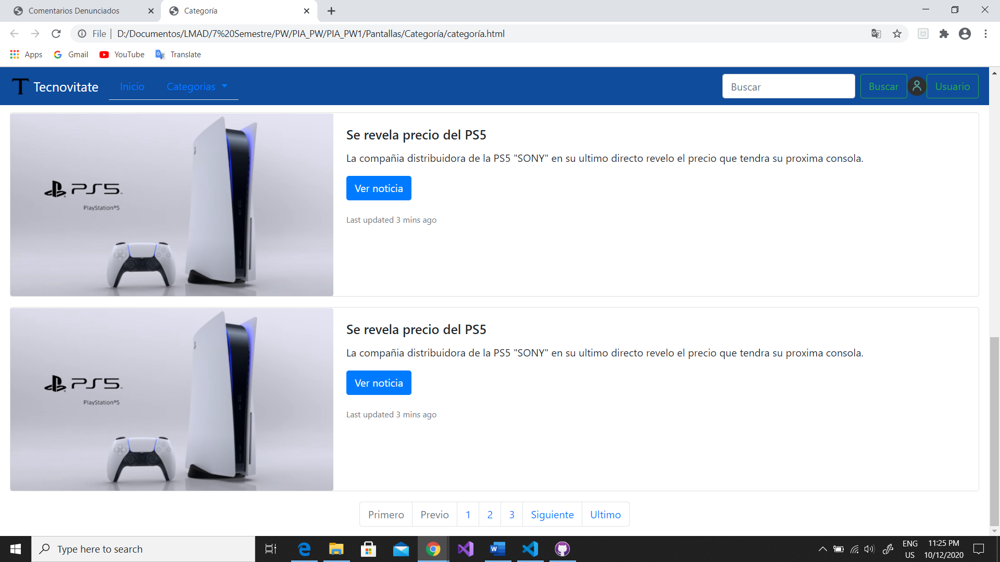 Comentarios Denunciados
Categoría
File | D:/Documentos/LMAD/7%20Semestre/PW/PIA_PW/PIA_PW1/Pantallas/Categoría/categoría.html
Apps Gmail YouTube Translate
T Tecnovitate Inicio Categorias Buscar Buscar Usuario
PS5
PlayStation®5
Se revela precio del PS5
La compañia distribuidora de la PS5 "SONY" en su ultimo directo revelo el precio que tendra su proxima consola.
Ver noticia
Last updated 3 mins ago
PS5
PlayStation®5
Se revela precio del PS5
La compañia distribuidora de la PS5 "SONY" en su ultimo directo revelo el precio que tendra su proxima consola.
Ver noticia
Last updated 3 mins ago
Primero Previo 1 2 3 Siguiente Ultimo
Type here to search
ENG
US
11:25 PM
10/12/2020